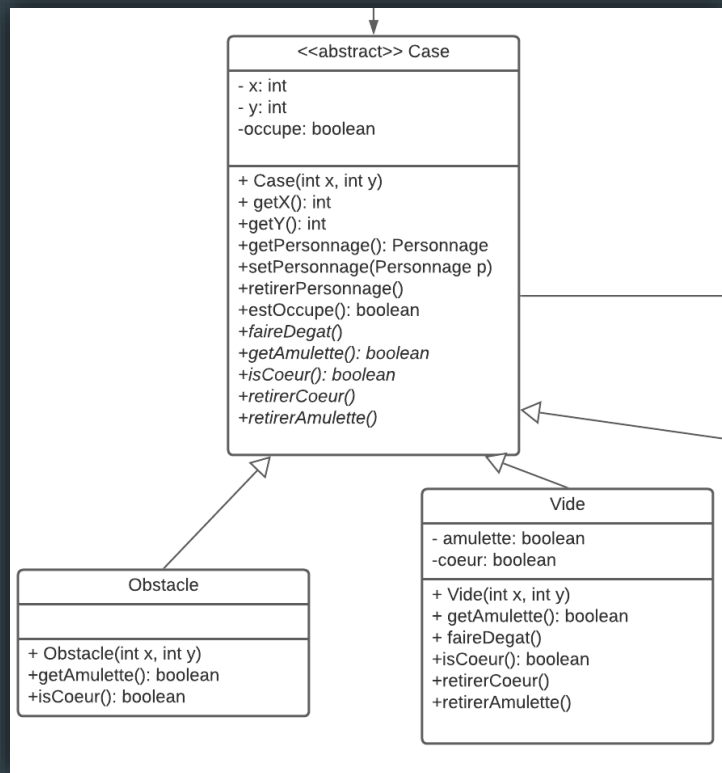 <<abstract>> Case
- x: int
- y: int
-occupe: boolean
+ Case(int x, int y)
+ getX(): int
+getY(): int
+getPersonnage(): Personnage
+setPersonnage(Personnage p)
+retirerPersonnage()
+estOccupe(): boolean
+faireDegat()
+getAmulette(): boolean
+isCoeur(): boolean
+retirerCoeur()
+retirerAmulette()
Obstacle
+ Obstacle(int x, int y)
+getAmulette(): boolean
+isCoeur(): boolean
Vide
- amulette: boolean
-coeur: boolean
+ Vide(int x, int y)
+ getAmulette(): boolean
+ faireDegat()
+isCoeur(): boolean
+retirerCoeur()
+retirerAmulette()